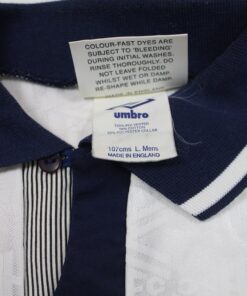 COLOUR-FAST DYES ARE
SUBJECT TO 'BLEEDING'
DURING INITIAL WASHES.
RINSE THOROUGHLY. DO
NOT LEAVE FOLDED
WHILST WET OR DAMP.
RE-SHAPE WHILE DAMP.
umbro
107cms L. Mens
MADE IN ENGLAND